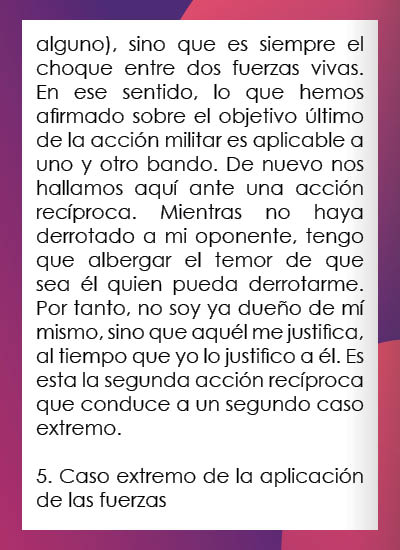 alguno), sino que es siempre el
choque entre dos fuerzas vivas.
En ese sentido, lo que hemos
afirmado sobre el objetivo último
de la acción militar es aplicable a
uno y otro bando. De nuevo nos
hallamos aquí ante una acción
recíproca. Mientras no haya
derrotado a mi oponente, tengo
que albergar el temor de que
sea él quien pueda derrotarme.
Por tanto, no soy ya dueño de mí
mismo, sino que aquél me justifica,
al tiempo que yo lo justifico a él. Es
esta la segunda acción recíproca
que conduce a un segundo caso
extremo.
5. Caso extremo de la aplicación
de las fuerzas